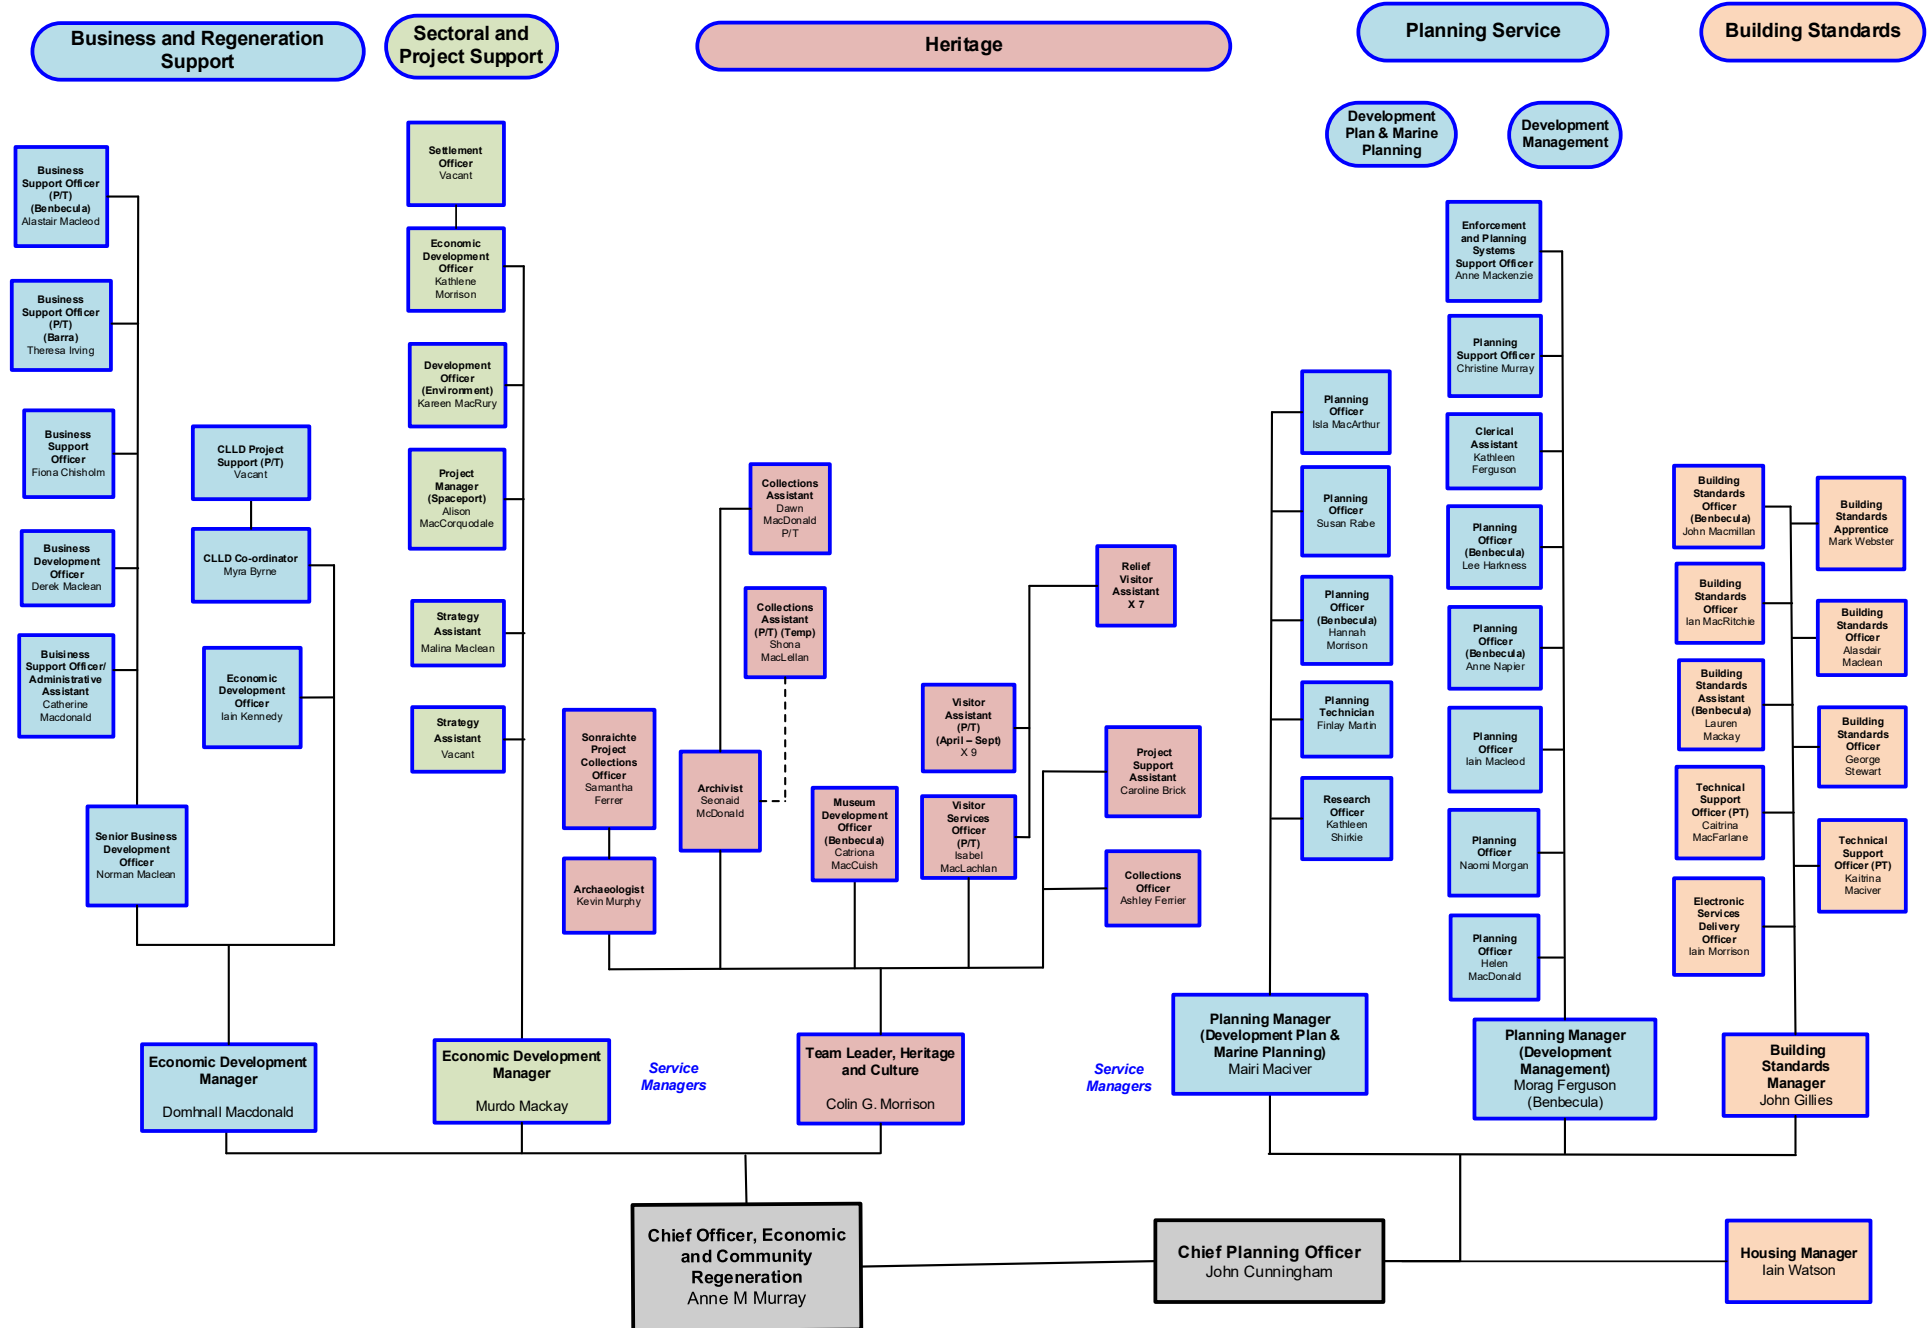 Business and Regeneration
Support
Sectoral and
Project Support
Heritage
Planning Service
Building Standards
Development
Plan & Marine
Planning
Development
Management
Business
Support Officer
(P/T)
(Benbecula)
Alastair Macleod
Business
Support Officer
(P/T)
(Barra)
Theresa Irving
Business
Support
Officer
Fiona Chisholm
Business
Development
Officer
Derek Maclean
Buisiness
Support Officer/
Administrative
Assistant
Catherine
Macdonald
CLLD Project
Support (P/T)
Vacant
CLLD Co-ordinator
Myra Byrne
Economic
Development
Officer
Iain Kennedy
Senior Business
Development
Officer
Norman Maclean
Economic Development
Manager
Domhnall Macdonald
Settlement
Officer
Vacant
Economic
Development
Officer
Kathlene
Morrison
Development
Officer
(Environment)
Kareen MacRury
Project
Manager
(Spaceport)
Alison
MacCorquodale
Strategy
Assistant
Malina Maclean
Strategy
Assistant
Vacant
Economic Development
Manager
Murdo Mackay
Service
Managers
Collections
Assistant
Dawn
MacDonald
P/T
Collections
Assistant
(P/T) (Temp)
Shona
MacLellan
Sonraichte
Project
Collections
Officer
Samantha
Ferrer
Archaeologist
Kevin Murphy
Archivist
Seonaid
McDonald
Museum
Development
Officer
(Benbecula)
Catriona
MacCuish
Relief
Visitor
Assistant
X 7
Visitor
Assistant
(P/T)
(April – Sept)
X 9
Visitor
Services
Officer
(P/T)
Isabel
MacLachlan
Project
Support
Assistant
Caroline Brick
Collections
Officer
Ashley Ferrier
Team Leader, Heritage
and Culture
Colin G. Morrison
Service
Managers
Planning
Officer
Isla MacArthur
Planning
Officer
Susan Rabe
Planning
Officer
(Benbecula)
Hannah
Morrison
Planning
Technician
Finlay Martin
Research
Officer
Kathleen
Shirkie
Planning Manager
(Development Plan &
Marine Planning)
Mairi Maciver
Enforcement
and Planning
Systems
Support Officer
Anne Mackenzie
Planning
Support Officer
Christine Murray
Clerical
Assistant
Kathleen
Ferguson
Planning
Officer
(Benbecula)
Lee Harkness
Planning
Officer
(Benbecula)
Anne Napier
Planning
Officer
Iain Macleod
Planning
Officer
Naomi Morgan
Planning
Officer
Helen
MacDonald
Planning Manager
(Development
Management)
Morag Ferguson
(Benbecula)
Building
Standards
Officer
(Benbecula)
John Macmillan
Building
Standards
Officer
Ian MacRitchie
Building
Standards
Assistant
(Benbecula)
Lauren
Mackay
Technical
Support
Officer (PT)
Caitrina
MacFarlane
Electronic
Services
Delivery
Officer
Iain Morrison
Building
Standards
Apprentice
Mark Webster
Building
Standards
Officer
Alasdair
Maclean
Building
Standards
Officer
George
Stewart
Technical
Support
Officer (PT)
Kaitrina
Maciver
Building
Standards
Manager
John Gillies
Chief Officer, Economic
and Community
Regeneration
Anne M Murray
Chief Planning Officer
John Cunningham
Housing Manager
Iain Watson